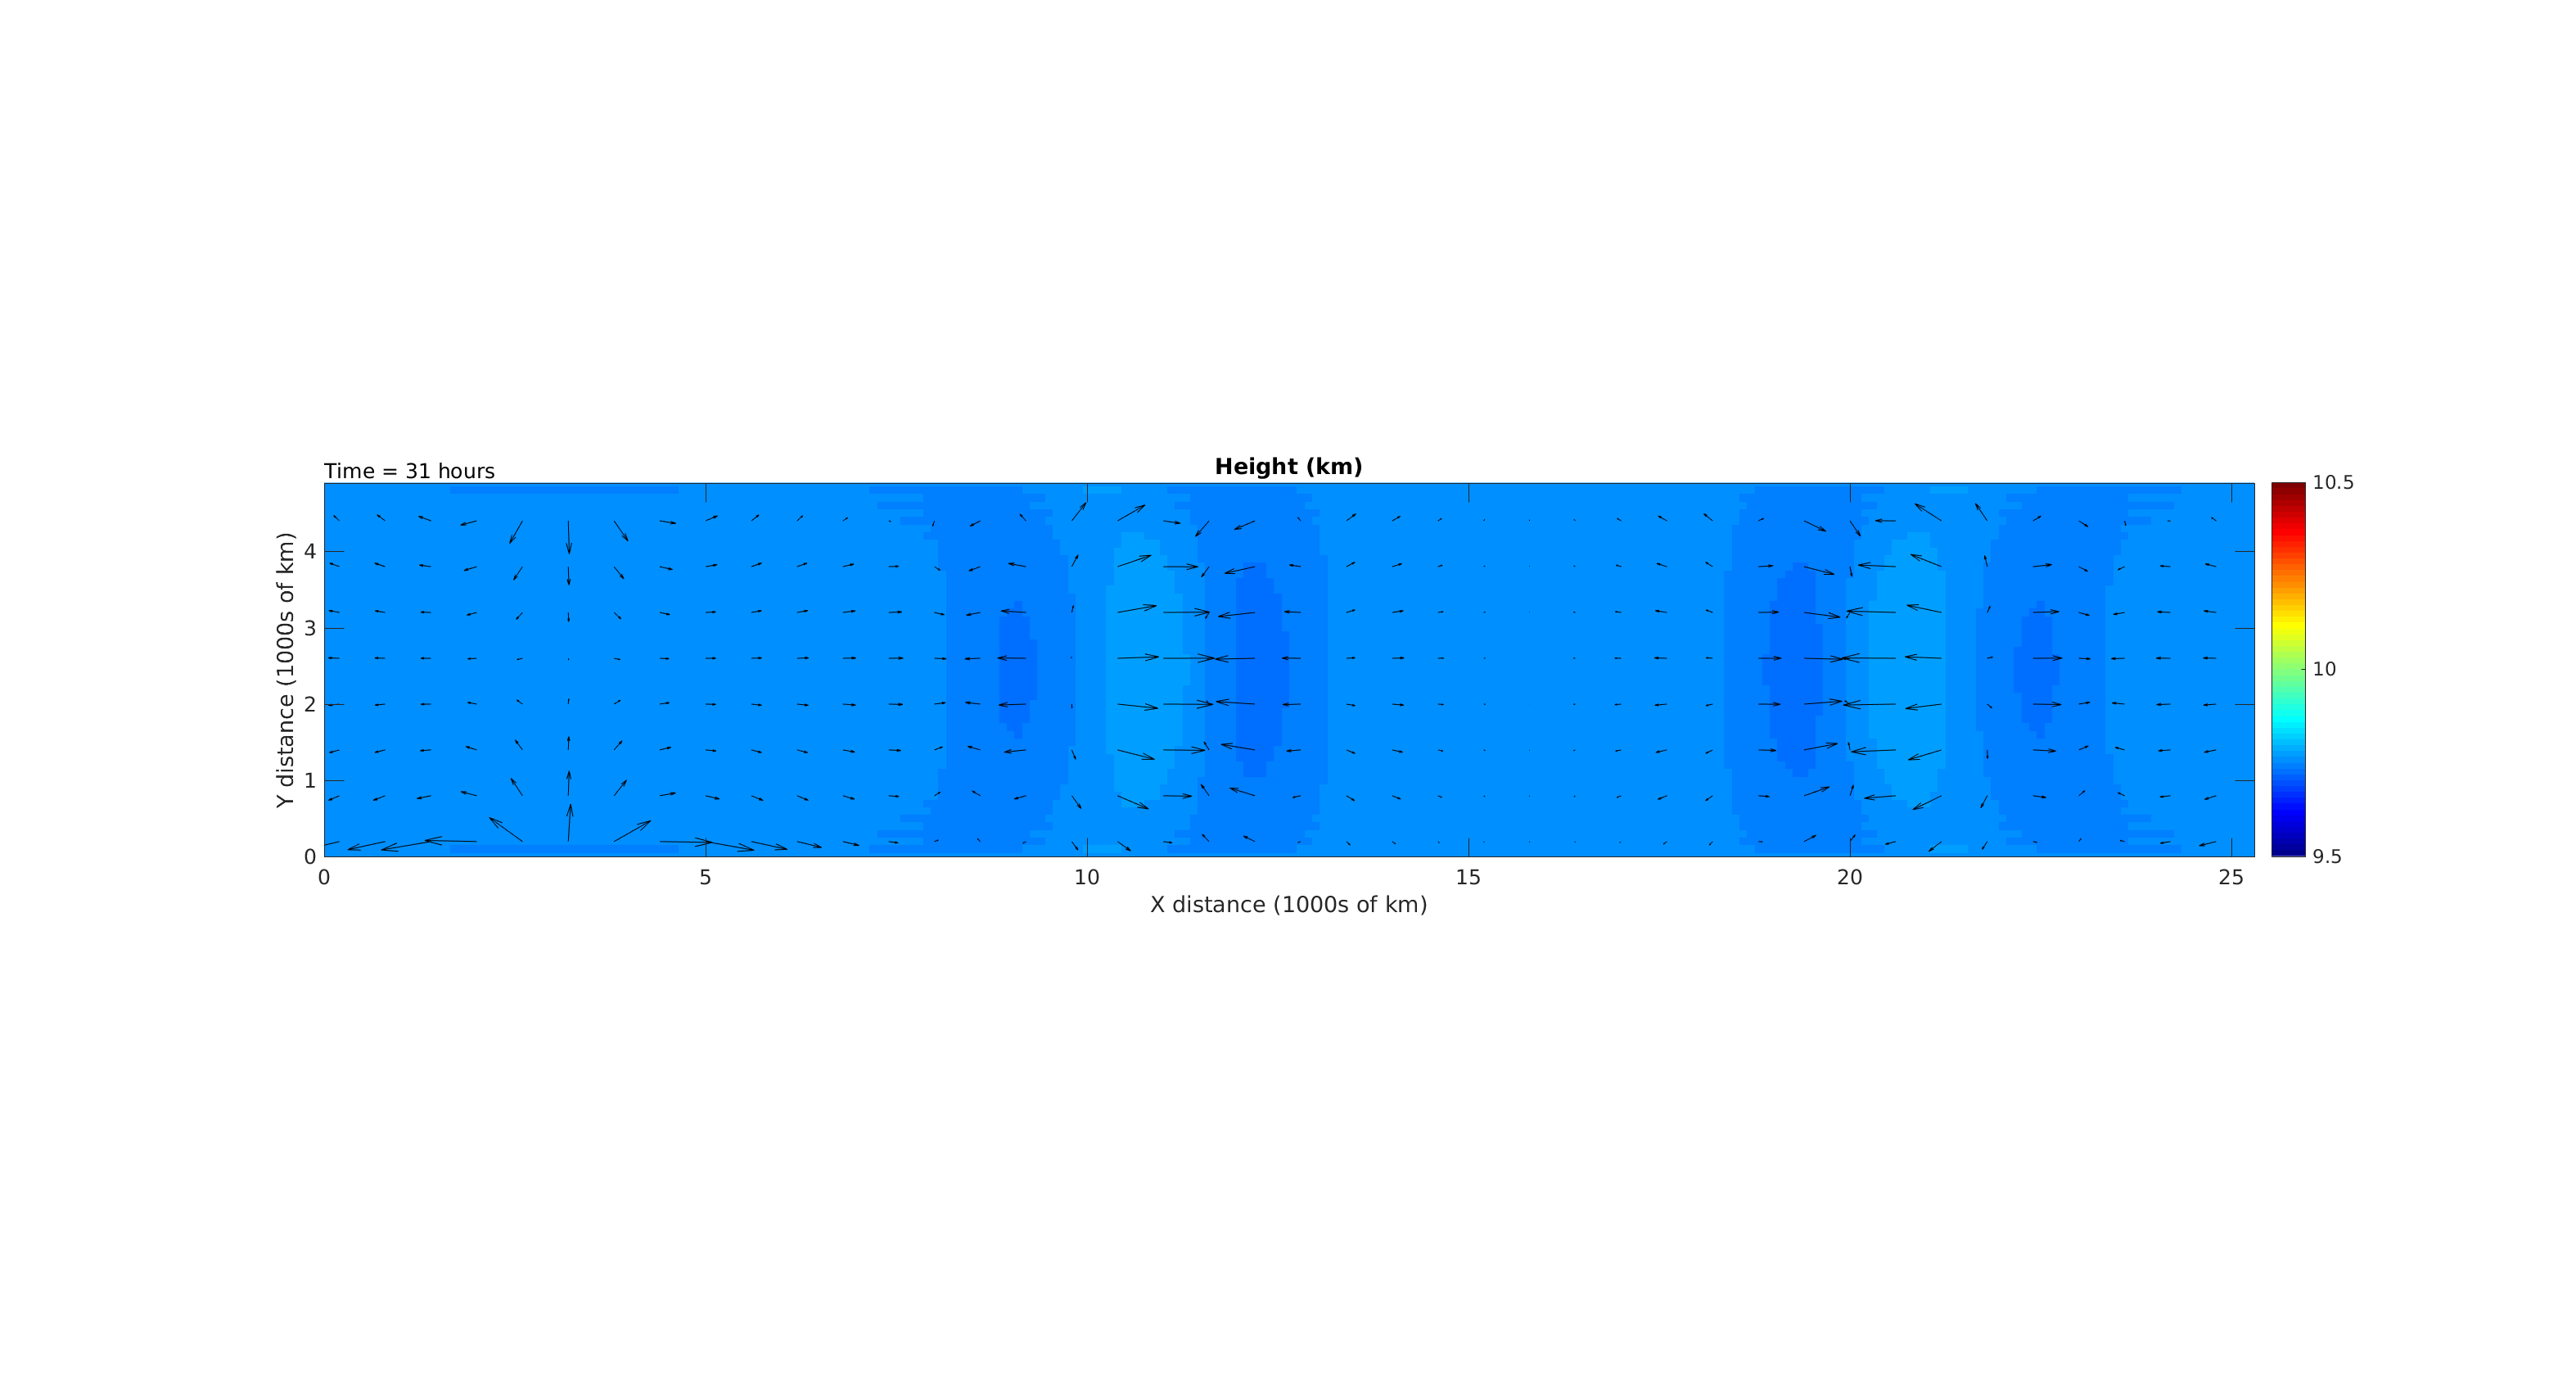 Time = 31 hours
Height (km)
Y distance (1000s of km)
4
3
2
1
0
0 5 10 15 20 25
X distance (1000s of km)
10.5
10
9.5